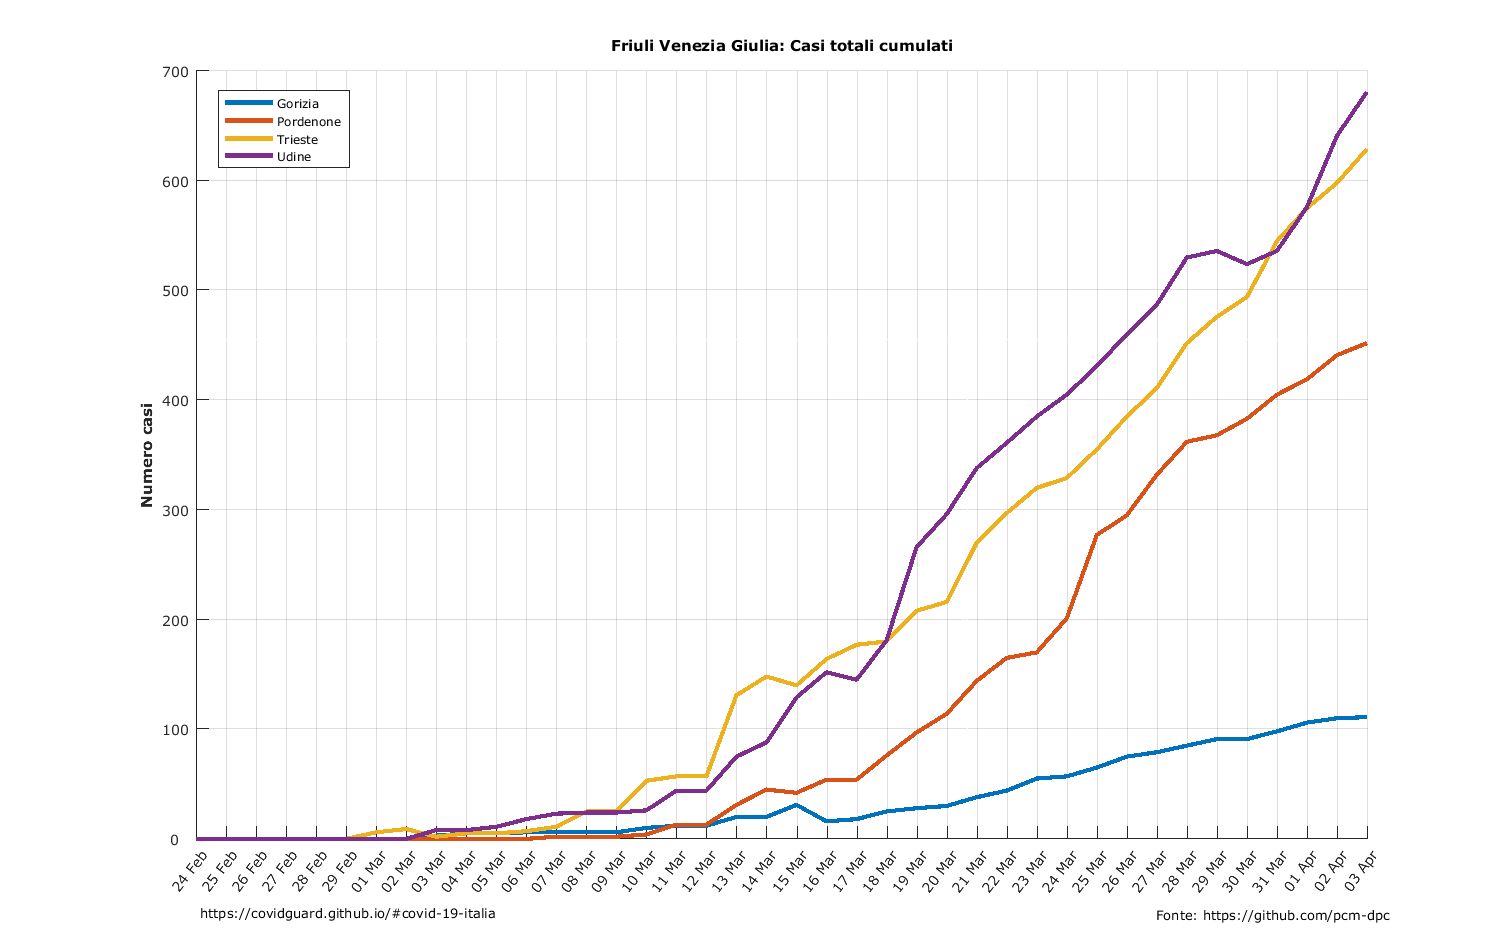 Friuli Venezia Giulia: Casi totali cumulati
700
600
500
400
300
200
100
0
Numero casi
Gorizia
Pordenone
Trieste
Udine
24 Feb
25 Feb
26 Feb
27 Feb
28 Feb
29 Feb
01 Mar
02 Mar
03 Mar
04 Mar
05 Mar
06 Mar
07 Mar
08 Mar
09 Mar
10 Mar
11 Mar
12 Mar
13 Mar
14 Mar
15 Mar
16 Mar
17 Mar
18 Mar
19 Mar
20 Mar
21 Mar
22 Mar
23 Mar
24 Mar
25 Mar
26 Mar
27 Mar
28 Mar
29 Mar
30 Mar
31 Mar
01 Apr
02 Apr
03 Apr
https://covidguard.github.io/#covid-19-italia
Fonte: https://github.com/pcm-dpc